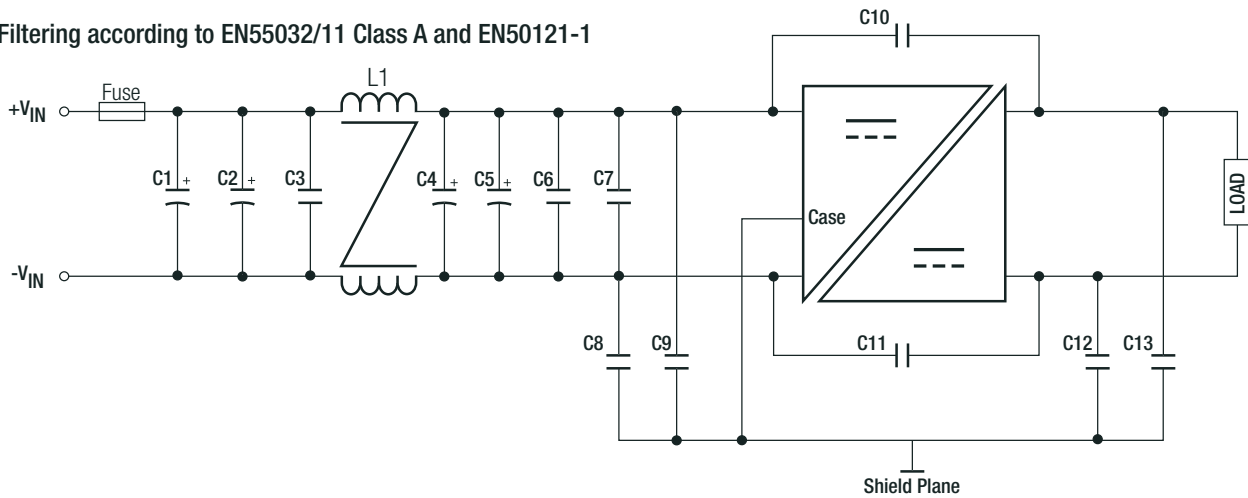 Filtering according to EN55032/11 Class A and EN50121-1
C10
L1
Fuse
+VIN
C1 + C2 + C3 C4 + C5 + C6 C7
Case
LOAD
-VIN
C8 C9 C11 C12 C13
Shield Plane